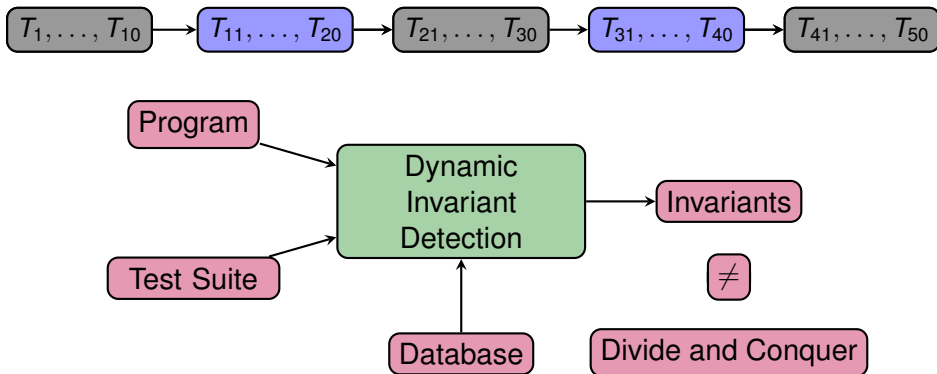 T₁, . . . , T₁₀ T₁₁, . . . , T₂₀ T₂₁, . . . , T₃₀ T₃₁, . . . , T₄₀ T₄₁, . . . , T₅₀
Program
Dynamic
Invariant
Detection
Invariants
Test Suite
≠
Database
Divide and Conquer